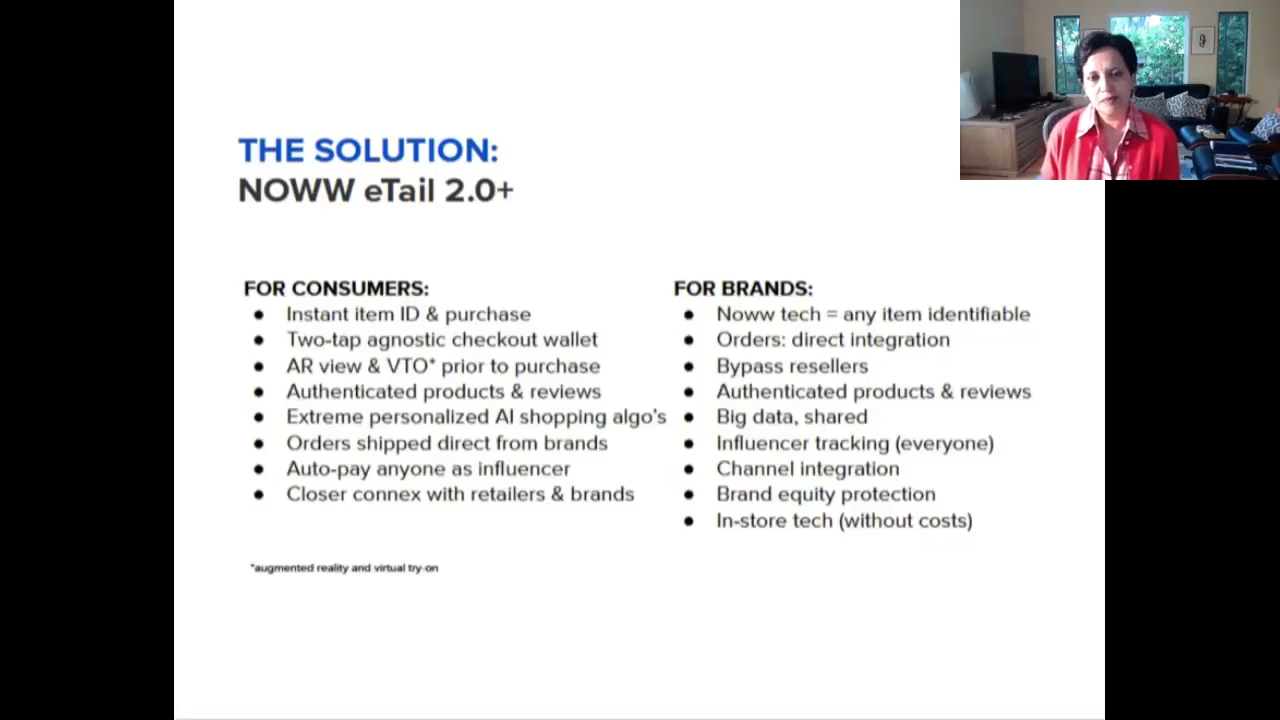 THE SOLUTION:
NOWW eTail 2.0+
FOR CONSUMERS:
● Instant item ID & purchase
● Two-tap agnostic checkout wallet
● AR view & VTO* prior to purchase
● Authenticated products & reviews
● Extreme personalized AI shopping algo's
● Orders shipped direct from brands
● Auto-pay anyone as influencer
● Closer connex with retailers & brands
*augmented reality and virtual try-on
FOR BRANDS:
● Noww tech = any item identifiable
● Orders: direct integration
● Bypass resellers
● Authenticated products & reviews
● Big data, shared
● Influencer tracking (everyone)
● Channel integration
● Brand equity protection
● In-store tech (without costs)